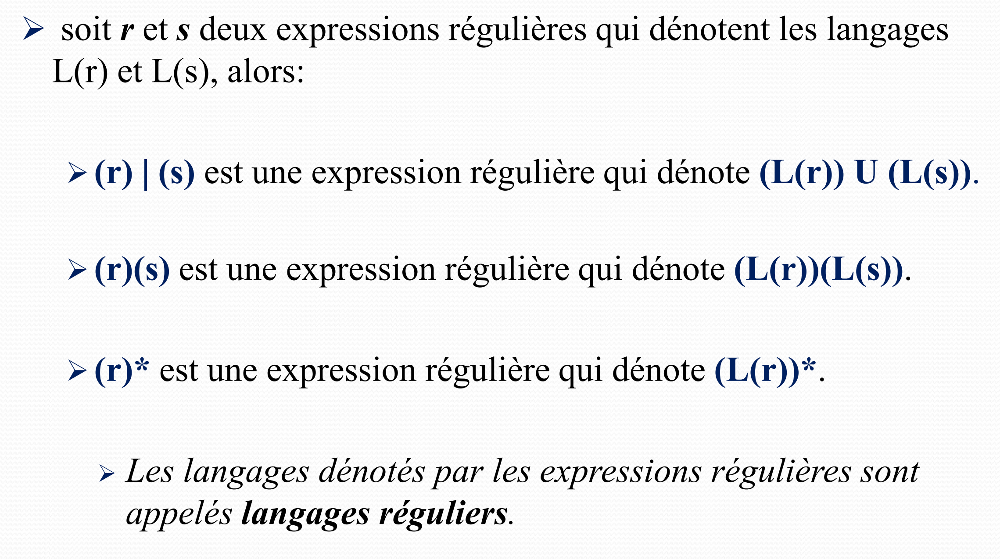 soit r et s deux expressions régulières qui dénotent les langages
L(r) et L(s), alors:
(r) | (s) est une expression régulière qui dénote (L(r)) U (L(s)).
(r)(s) est une expression régulière qui dénote (L(r))(L(s)).
(r)* est une expression régulière qui dénote (L(r))*.
Les langages dénotés par les expressions régulières sont
appelés langages réguliers.